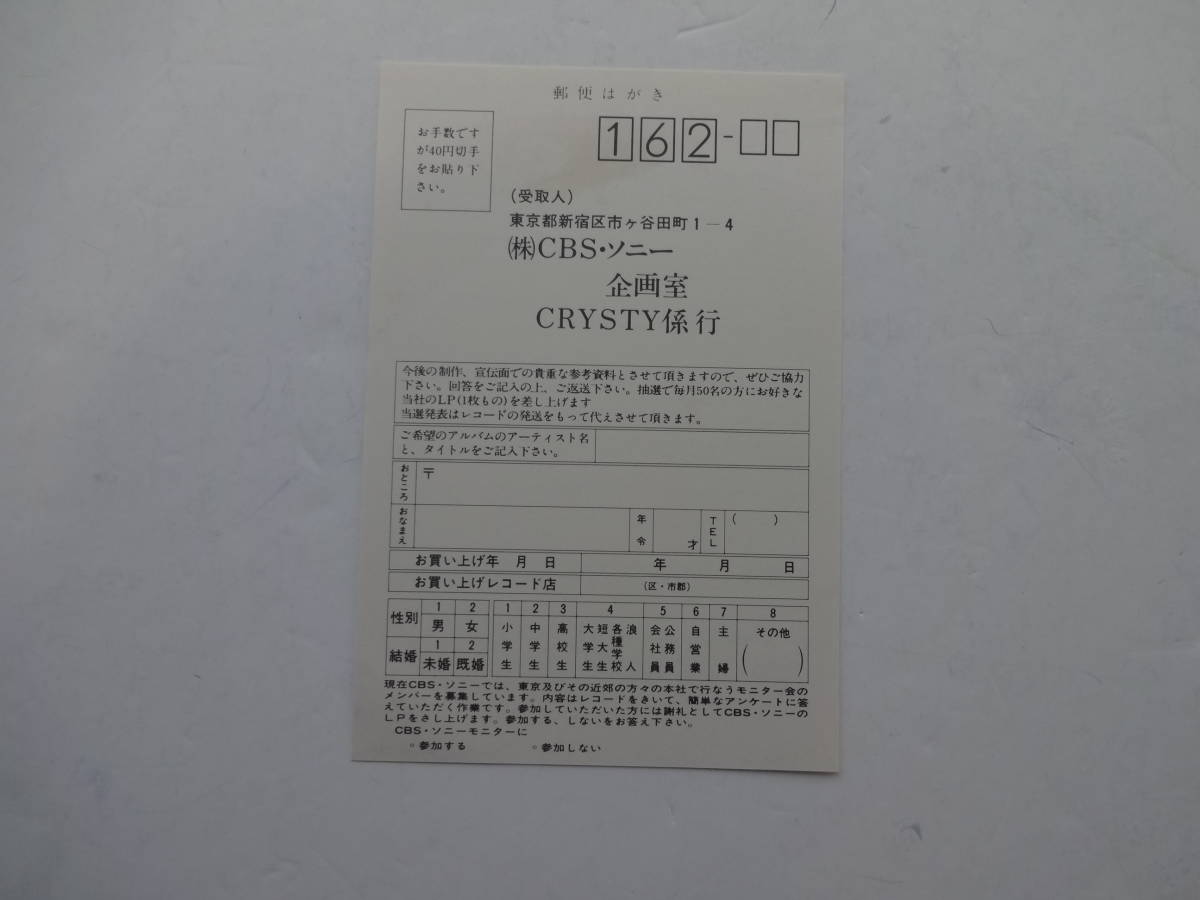 郵便はがき
お手数です
が40円切手
をお貼り下
さい。
162-□□
(受取人)
東京都新宿区市ヶ谷田町1-4
㈱CBS・ソニー
企画室
CRYSTY係行
今後の制作、宣伝面での貴重な参考資料とさせて頂きますので、ぜひご協力
下さい。回答をご記入の上、ご返送下さい。抽選で毎月50名の方にお好きな
当社のLP(1枚もの)を差し上げます
当選発表はレコードの発送をもって代えさせて頂きます。
ご希望のアルバムのアーティスト名
と、タイトルをご記入下さい。
おところ 〒
おなまえ 年令 才 TEL ( )
お買い上げ年 月 日 年 月 日
お買い上げレコード店 (区・市郡)
性別 1 男 2 女
結婚 1 未婚 2 既婚
1 小学生
2 中学生
3 高校生
4 大学生 短大生 各種学校 浪人
5 会社員 公務員
6 自営業
7 主婦
8 その他 ( )
現在CBS・ソニーでは、東京及びその近郊の方々の本社で行なうモニター会の
メンバーを募集しています。内容はレコードをきいて、簡単なアンケートに答
えていただく作業です。参加していただいた方には謝礼としてCBS・ソニーの
LPをさし上げます。参加する、しないをお答え下さい。
CBS・ソニーモニターに
○参加する ○参加しない